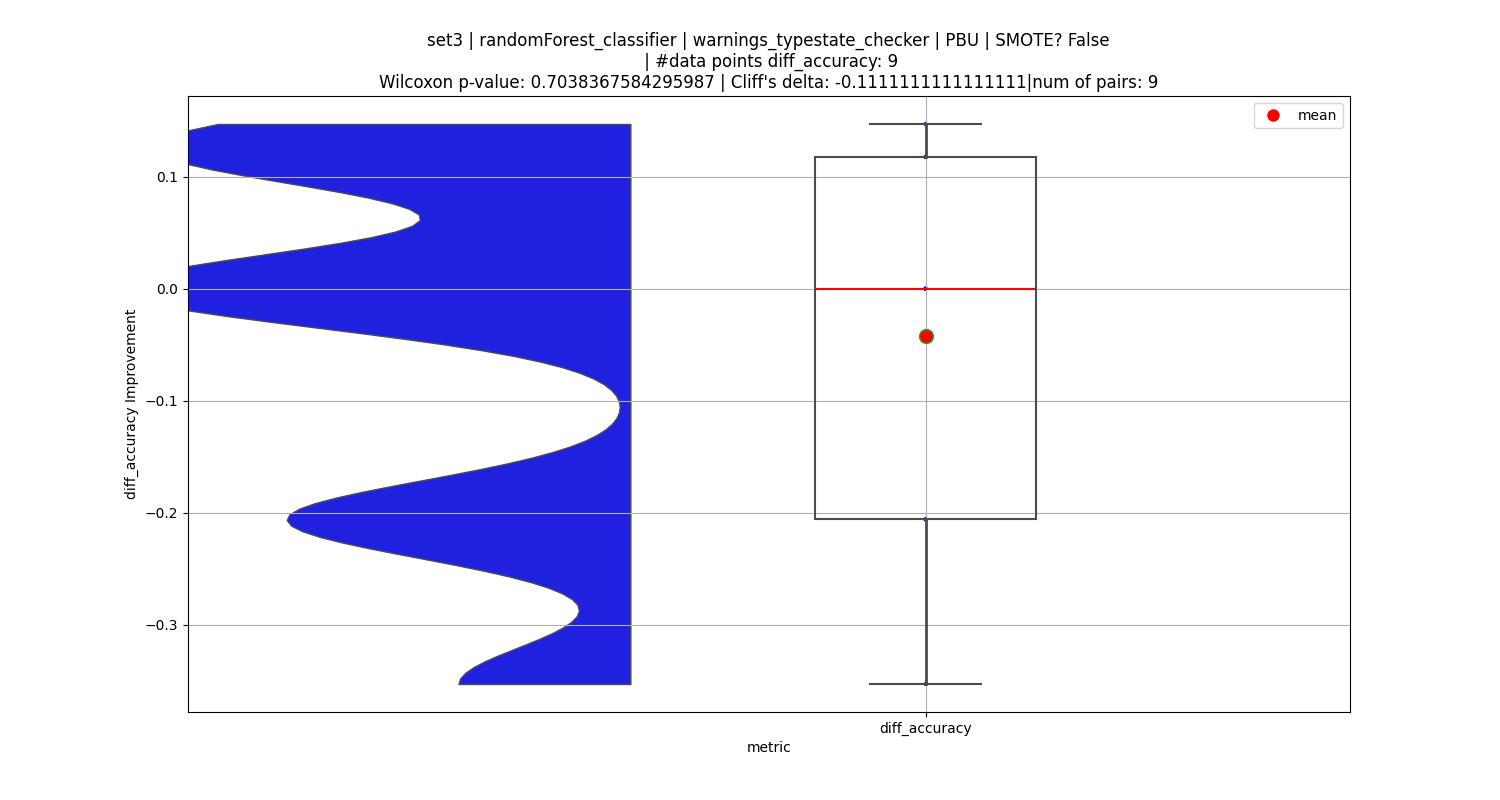 set3 | randomForest_classifier | warnings_typestate_checker | PBU | SMOTE? False
| #data points diff_accuracy: 9
Wilcoxon p-value: 0.7038367584295987 | Cliff's delta: -0.1111111111111111|num of pairs: 9
mean
0.1
0.0
−0.1
−0.2
−0.3
diff_accuracy Improvement
diff_accuracy
metric